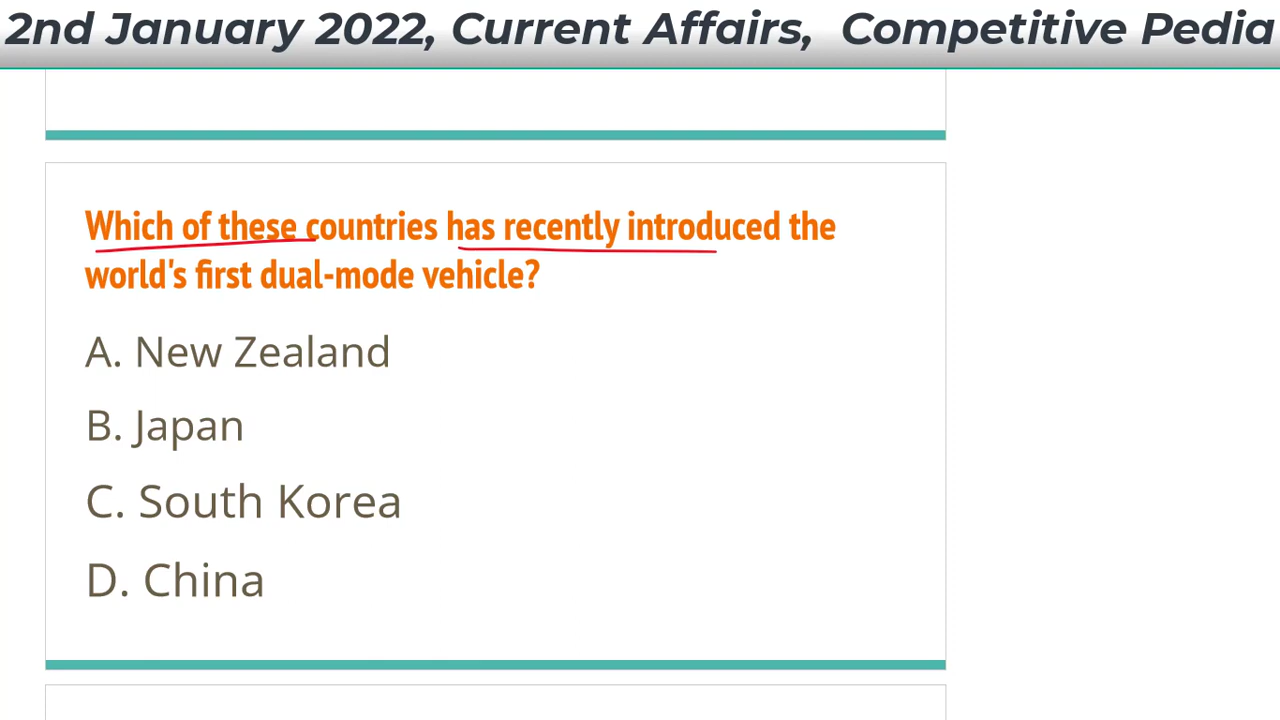 2nd January 2022, Current Affairs, Competitive Pedia
Which of these countries has recently introduced the
world's first dual-mode vehicle?
A. New Zealand
B. Japan
C. South Korea
D. China